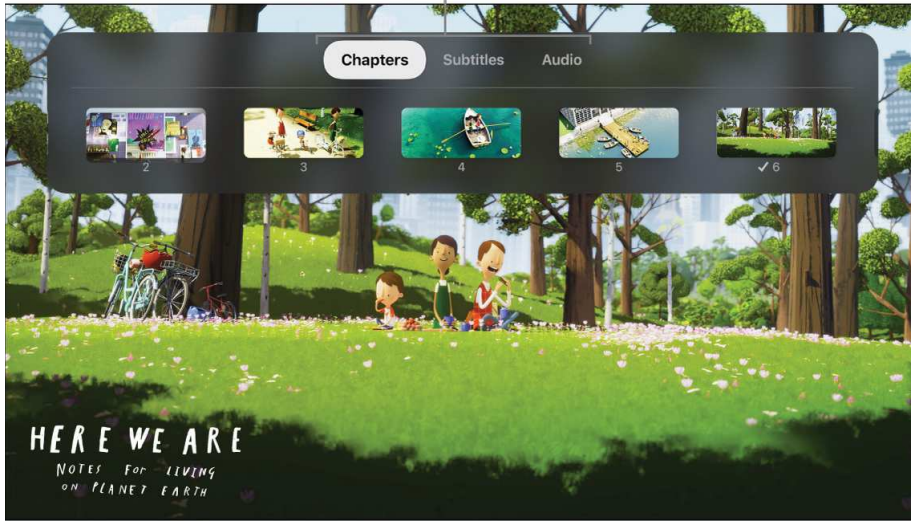 Chapters Subtitles Audio
2 3 4 5 ✓ 6
HERE WE ARE
NOTES FOR LIVING
ON PLANET EARTH